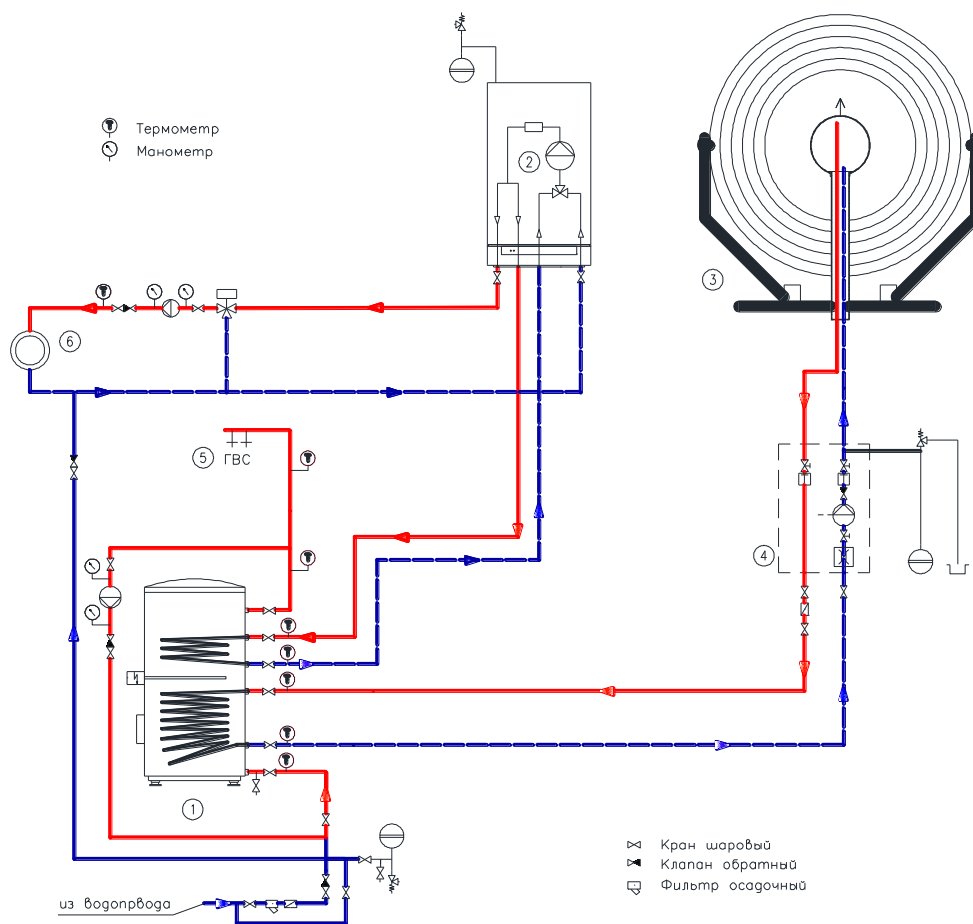 Термометр
Манометр
2
3
6
5
ГВС
4
1
Кран шаровый
Клапан обратный
Фильтр осадочный
из водопрвода